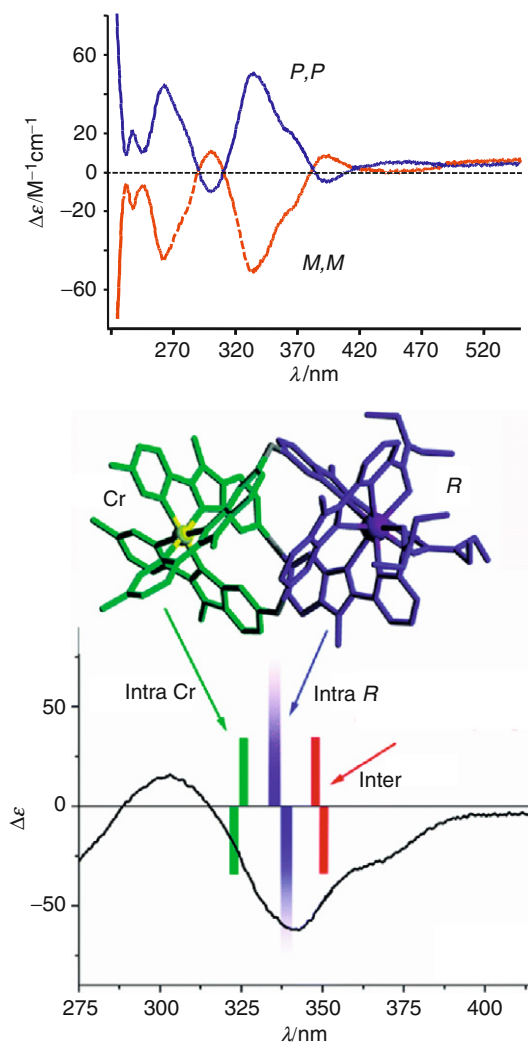 60
20
0
−20
−60
Δε/M−1cm−1
P,P
M,M
270 320 370 420 470 520
λ/nm
Cr
R
Intra Cr
Intra R
Inter
50
0
−50
Δε
275 300 325 350 375 400
λ/nm